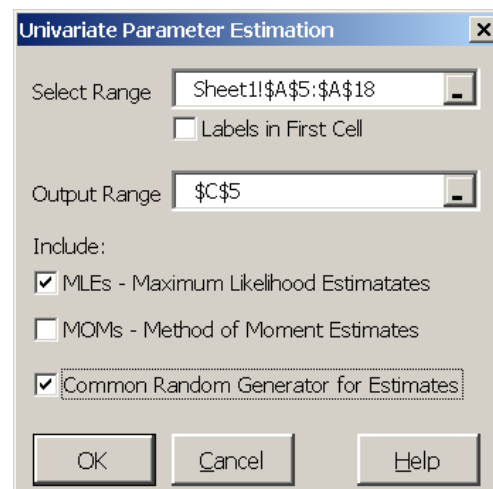 Univariate Parameter Estimation
Select Range Sheet1!$A$5:$A$18
Labels in First Cell
Output Range $C$5
Include:
MLEs - Maximum Likelihood Estimatates
MOMs - Method of Moment Estimates
Common Random Generator for Estimates
OK Cancel Help